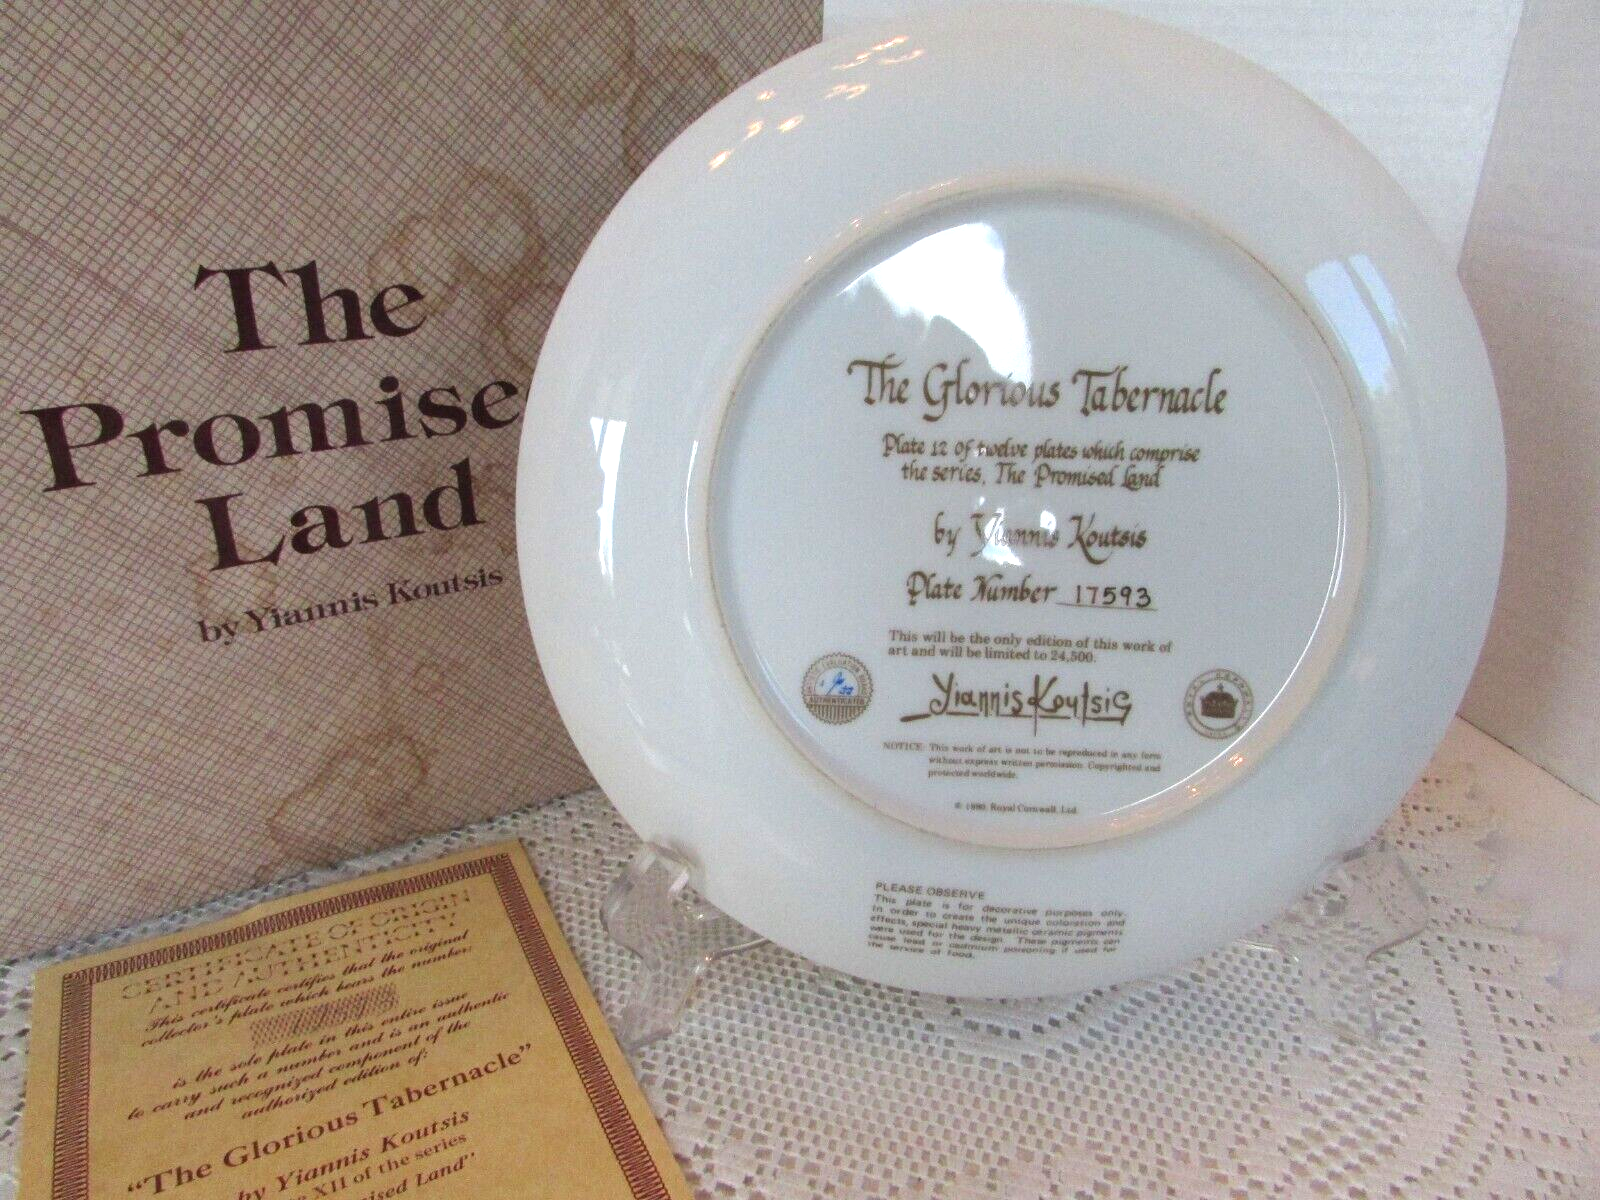 The
Promise
Land
by Yiannis Koutsis
The Glorious Tabernacle
Plate 12 of twelve plates which comprise
the series, The Promised Land
by Yiannis Koutsis
Plate Number 17593
This will be the only edition of this work of
art and will be limited to 24,500.
AUTHENTICATED
Yiannis Koutsis
NOTICE: This work of art is not to be reproduced in any form
without express written permission. Copyrighted and
protected worldwide.
© 1980, Royal Cornwall, Ltd.
PLEASE OBSERVE
This plate is for decorative purposes only.
In order to create the unique coloration and
effects, special heavy metallic ceramic pigments
were used for the design. These pigments can
cause lead or cadmium poisoning if used for
the service of food.
CERTIFICATE OF ORIGIN
AND AUTHENTICITY
This certificate certifies that the original
collector's plate which bears the number:
is the sole plate in this entire issue
to carry such a number and is an authentic
and recognized component of the
authorized edition of:
"The Glorious Tabernacle"
by Yiannis Koutsis
XII of the series
ised Land"